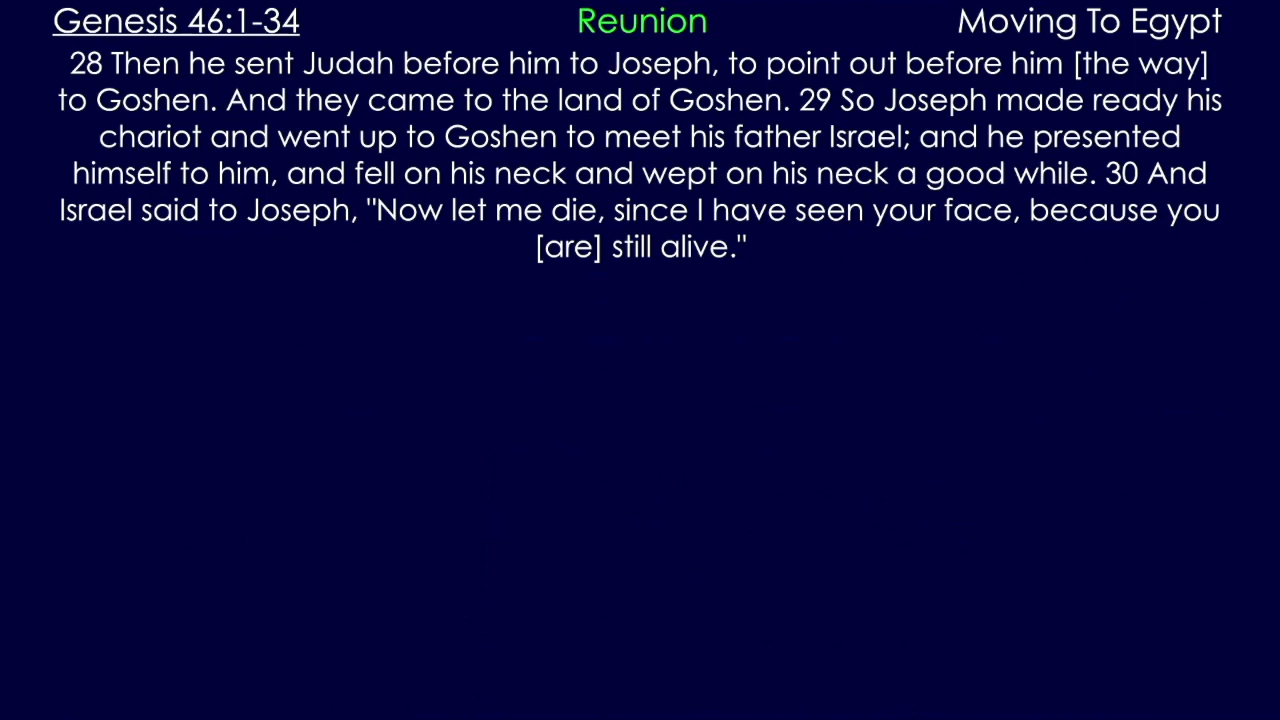 Genesis 46:1-34 Reunion Moving To Egypt
28 Then he sent Judah before him to Joseph, to point out before him [the way]
to Goshen. And they came to the land of Goshen. 29 So Joseph made ready his
chariot and went up to Goshen to meet his father Israel; and he presented
himself to him, and fell on his neck and wept on his neck a good while. 30 And
Israel said to Joseph, "Now let me die, since I have seen your face, because you
[are] still alive."